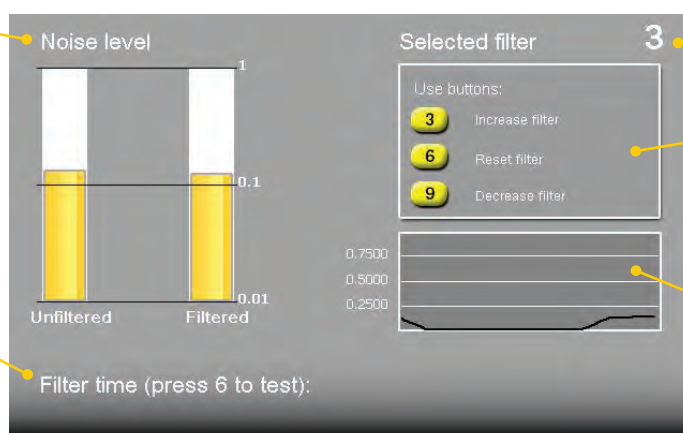 Noise level
1
0.1
0.01
Unfiltered
Filtered
Selected filter
3
Use buttons:
3 Increase filter
6 Reset filter
9 Decrease filter
0.7500
0.5000
0.2500
Filter time (press 6 to test):